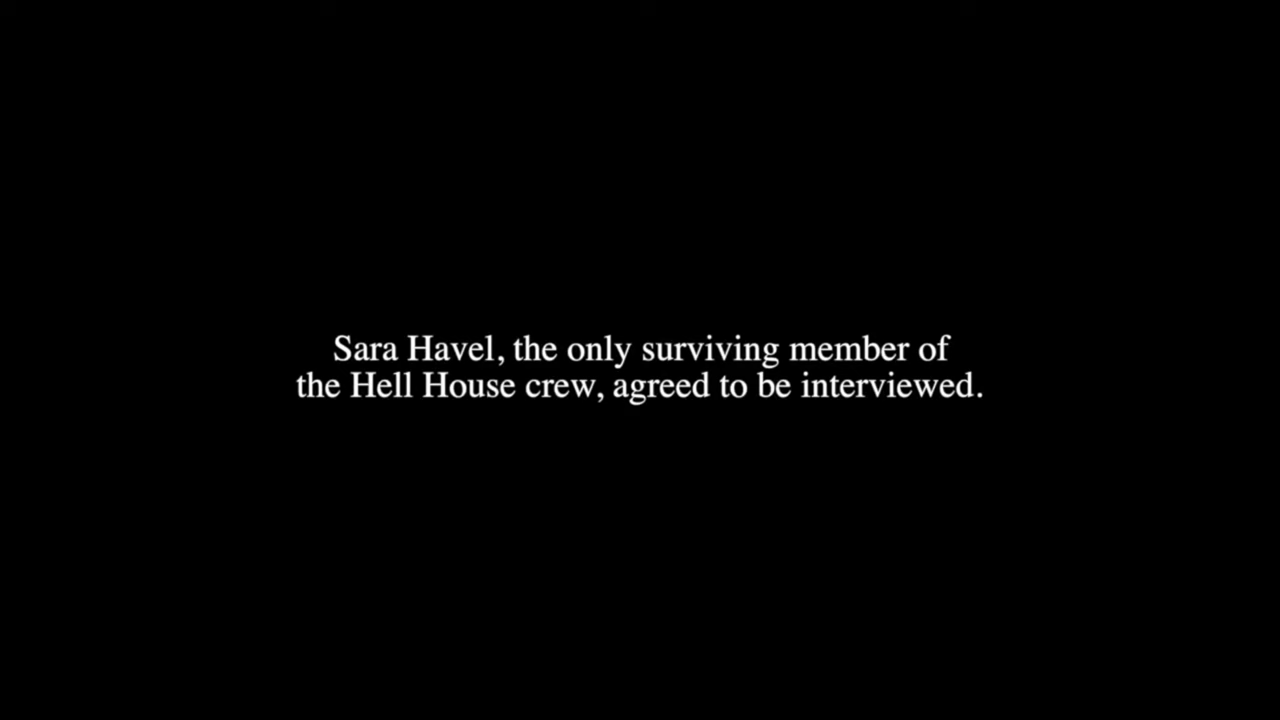 Sara Havel, the only surviving member of
the Hell House crew, agreed to be interviewed.